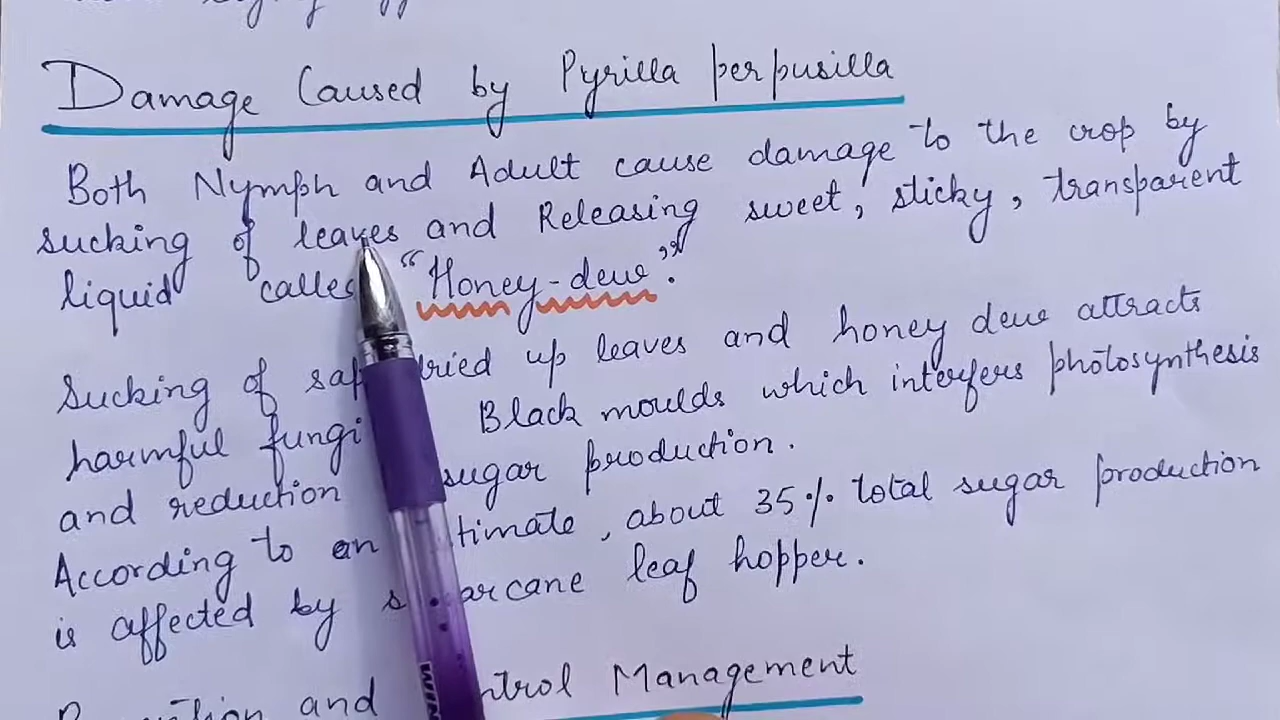 Damage Caused by Pyrilla perpusilla
Both Nymph and Adult cause damage to the crop by
sucking of leaves and Releasing sweet, sticky, transparent
liquid called "Honey-dew".
Sucking of sap dried up leaves and honey dew attracts
harmful fungi Black moulds which interfers photosynthesis
and reduction sugar production.
According to an estimate, about 35% total sugar production
is affected by sugarcane leaf hopper.
and Control Management
WIN